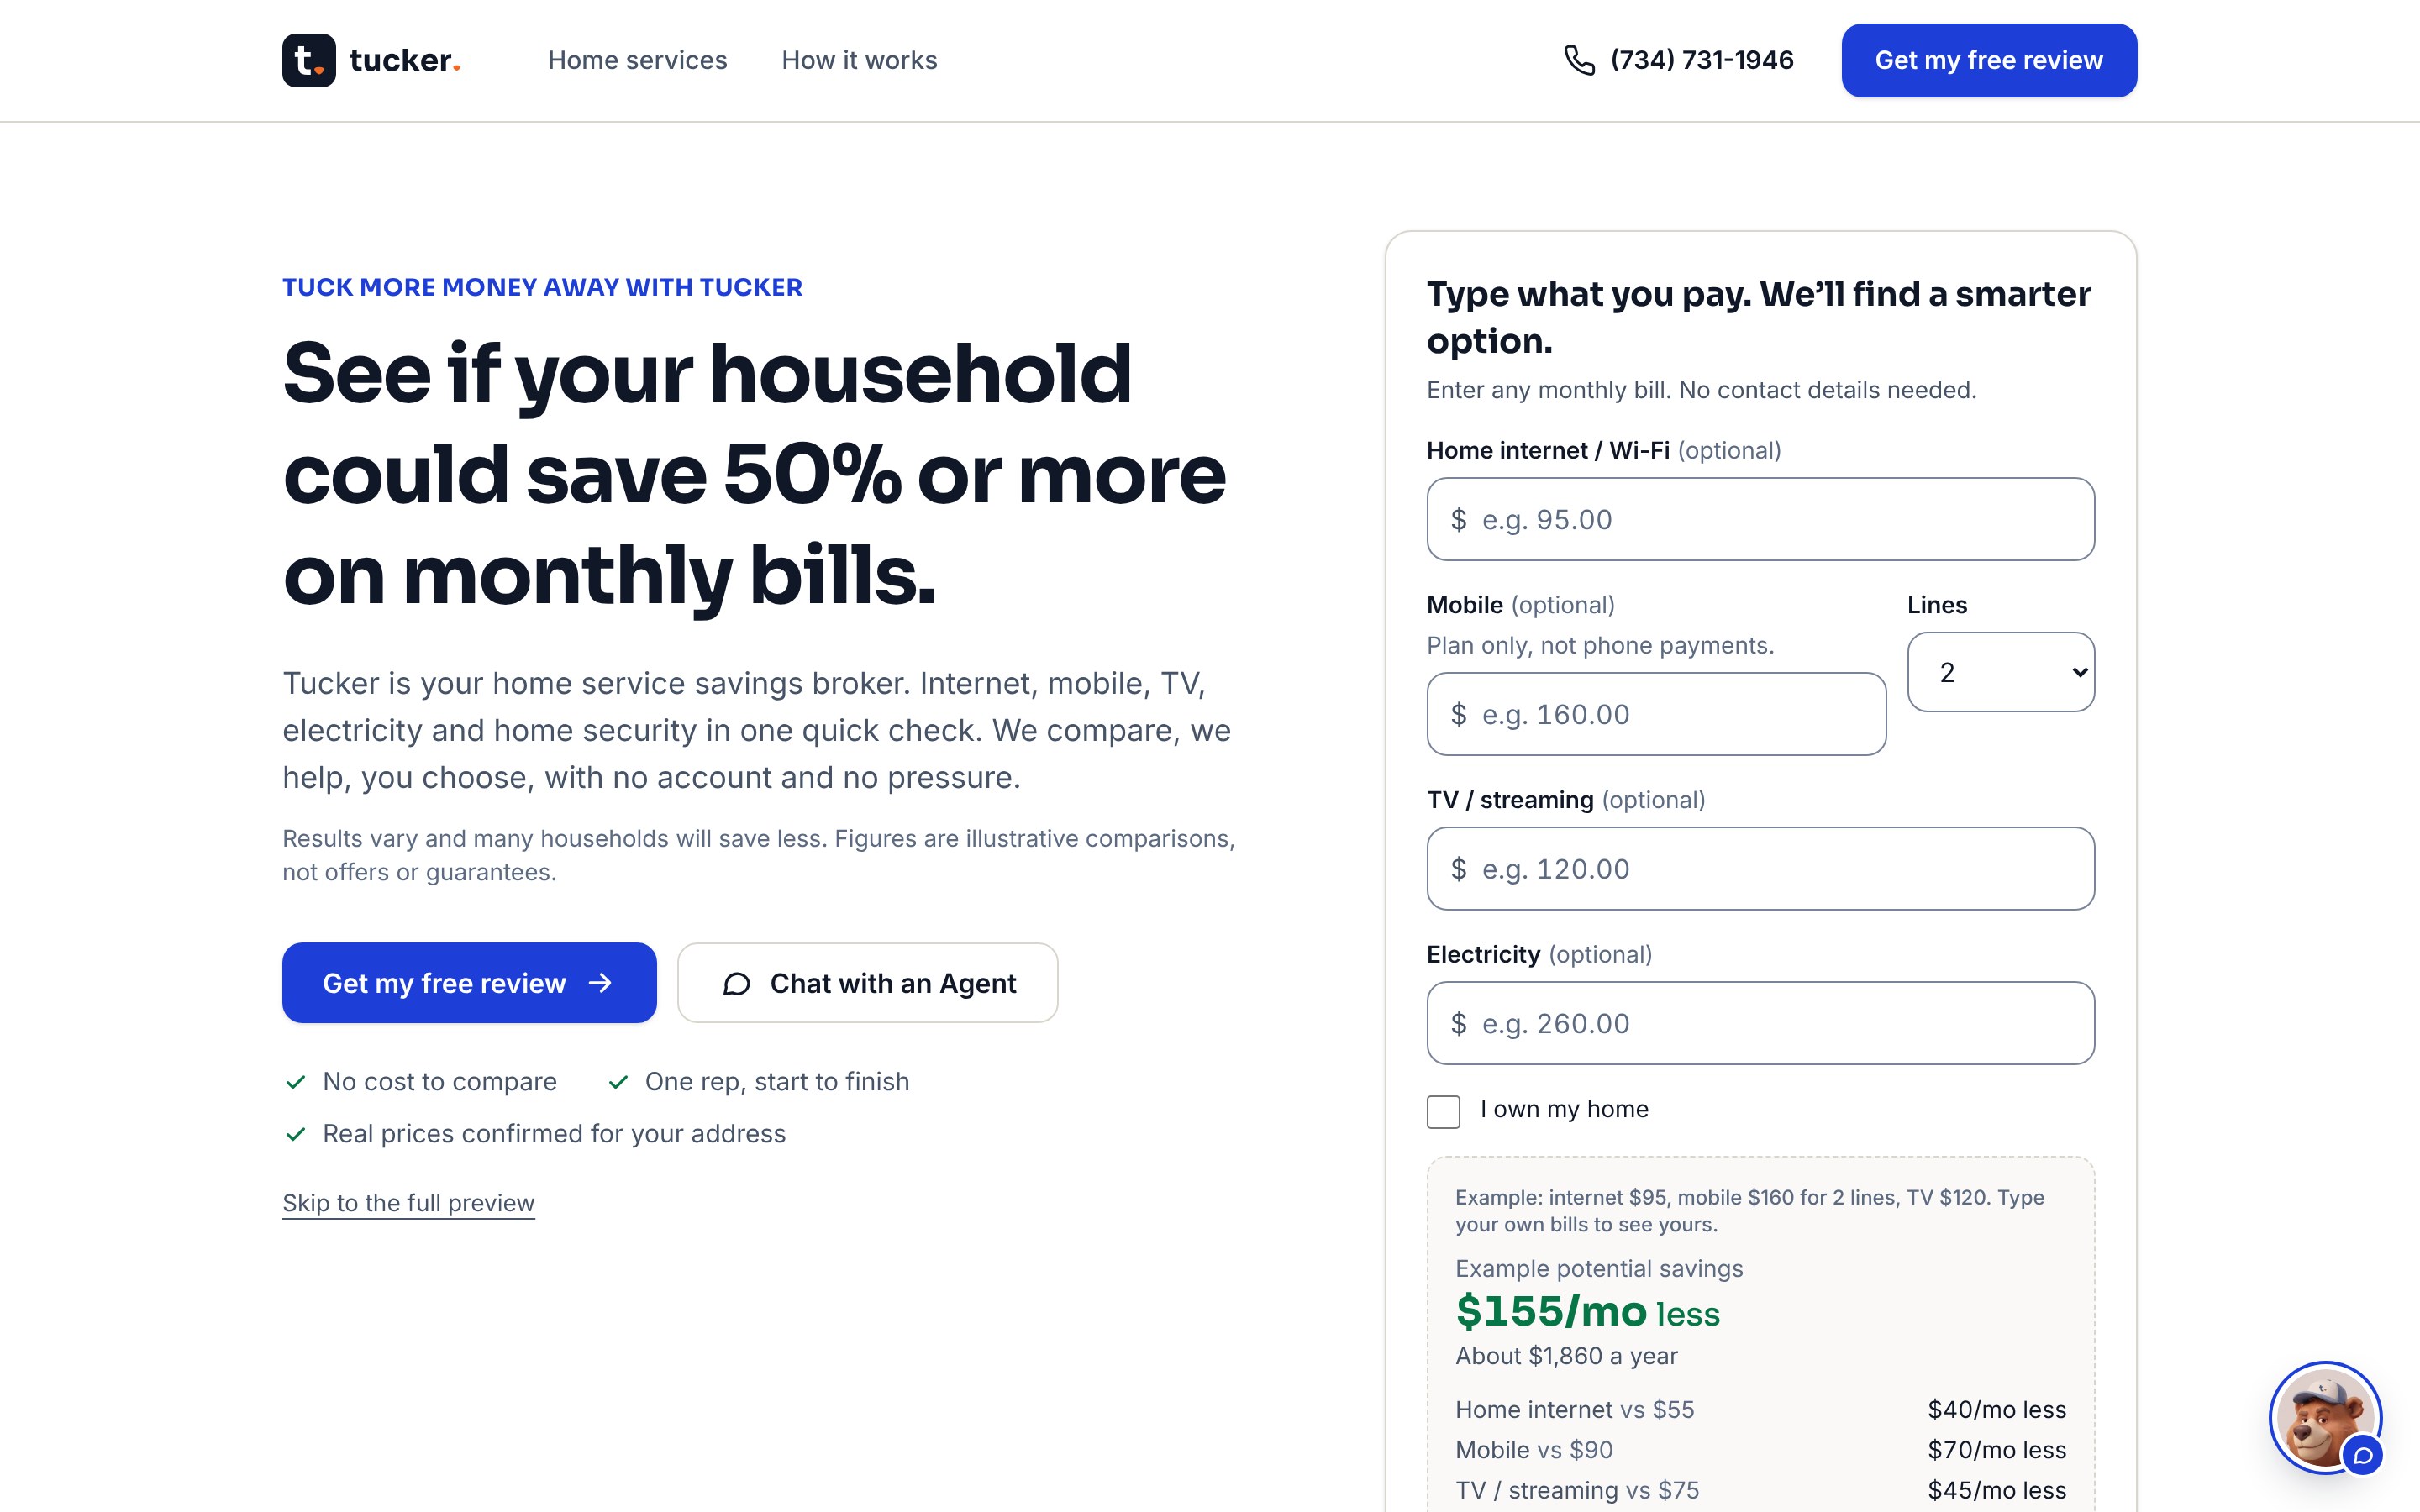 t. tucker.
Home services
How it works
(734) 731-1946
Get my free review
TUCK MORE MONEY AWAY WITH TUCKER
See if your household
could save 50% or more
on monthly bills.
Tucker is your home service savings broker. Internet, mobile, TV,
electricity and home security in one quick check. We compare, we
help, you choose, with no account and no pressure.
Results vary and many households will save less. Figures are illustrative comparisons,
not offers or guarantees.
Get my free review
Chat with an Agent
No cost to compare
One rep, start to finish
Real prices confirmed for your address
Skip to the full preview
Type what you pay. We’ll find a smarter
option.
Enter any monthly bill. No contact details needed.
Home internet / Wi-Fi (optional)
$ e.g. 95.00
Mobile (optional)
Plan only, not phone payments.
$ e.g. 160.00
Lines
2
TV / streaming (optional)
$ e.g. 120.00
Electricity (optional)
$ e.g. 260.00
I own my home
Example: internet $95, mobile $160 for 2 lines, TV $120. Type
your own bills to see yours.
Example potential savings
$155/mo less
About $1,860 a year
Home internet vs $55 $40/mo less
Mobile vs $90 $70/mo less
TV / streaming vs $75 $45/mo less